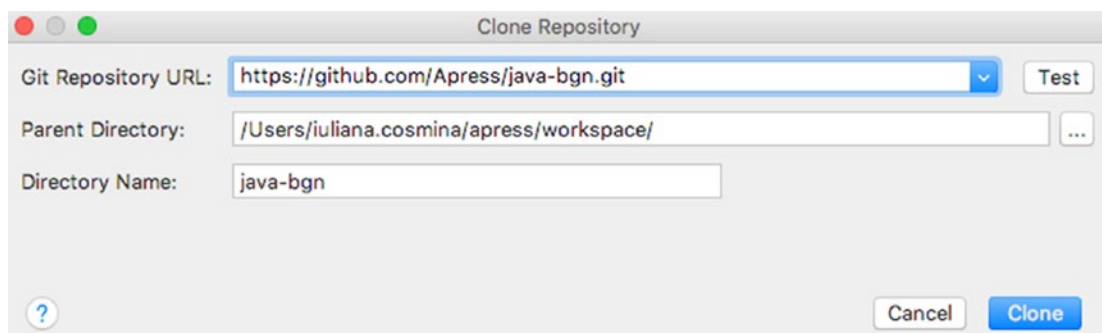 Clone Repository
Git Repository URL: https://github.com/Apress/java-bgn.git Test
Parent Directory: /Users/iuliana.cosmina/apress/workspace/ ...
Directory Name: java-bgn
? Cancel Clone